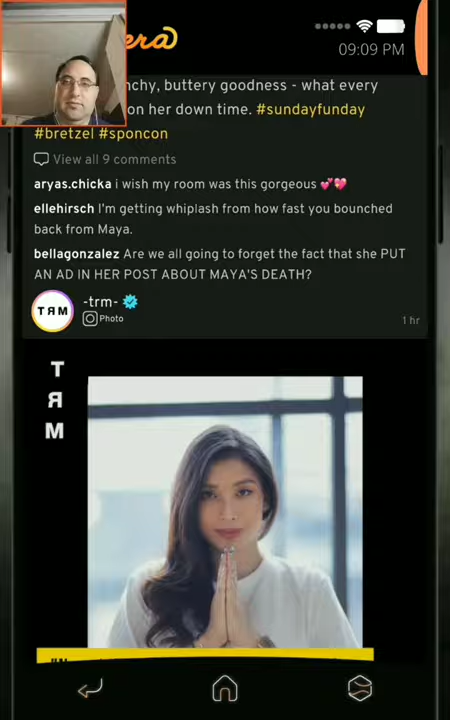 era
09:09 PM
nchy, buttery goodness - what every
on her down time. #sundayfunday
#bretzel #sponcon
View all 9 comments
aryas.chicka i wish my room was this gorgeous 💕💖
ellehirsch I'm getting whiplash from how fast you bounched
back from Maya.
bellagonzalez Are we all going to forget the fact that she PUT
AN AD IN HER POST ABOUT MAYA'S DEATH?
TЯM
-trm-
Photo
1 hr
T
Я
M